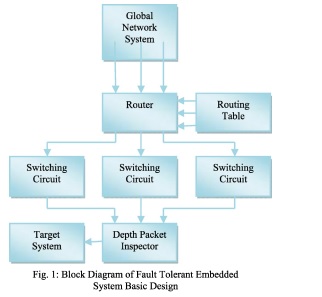 Global
Network
System
Router
Routing
Table
Switching
Circuit
Switching
Circuit
Switching
Circuit
Target
System
Depth Packet
Inspector
Fig. 1: Block Diagram of Fault Tolerant Embedded
System Basic Design